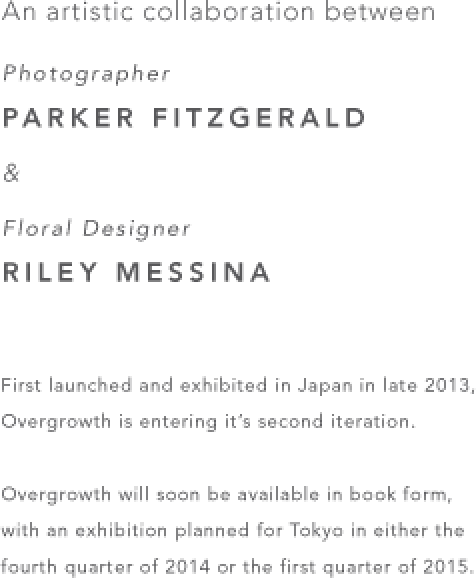 An artistic collaboration between
Photographer
PARKER FITZGERALD
&
Floral Designer
RILEY MESSINA
First launched and exhibited in Japan in late 2013,
Overgrowth is entering it’s second iteration.
Overgrowth will soon be available in book form,
with an exhibition planned for Tokyo in either the
fourth quarter of 2014 or the first quarter of 2015.